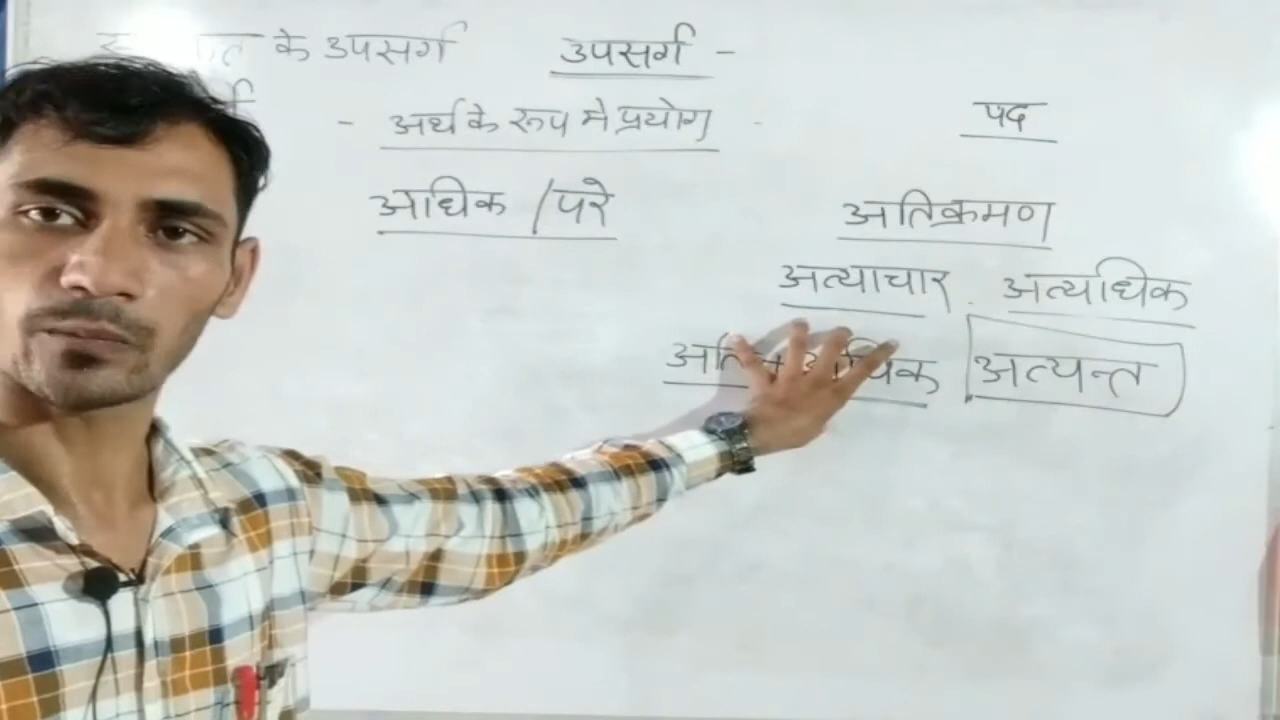 के उपसर्ग उपसर्ग -
- अर्थ के रूप मे प्रयोग -
पद
अधिक / परे
अतिक्रमण
अत्याचार . अत्यधिक
अत्यन्त